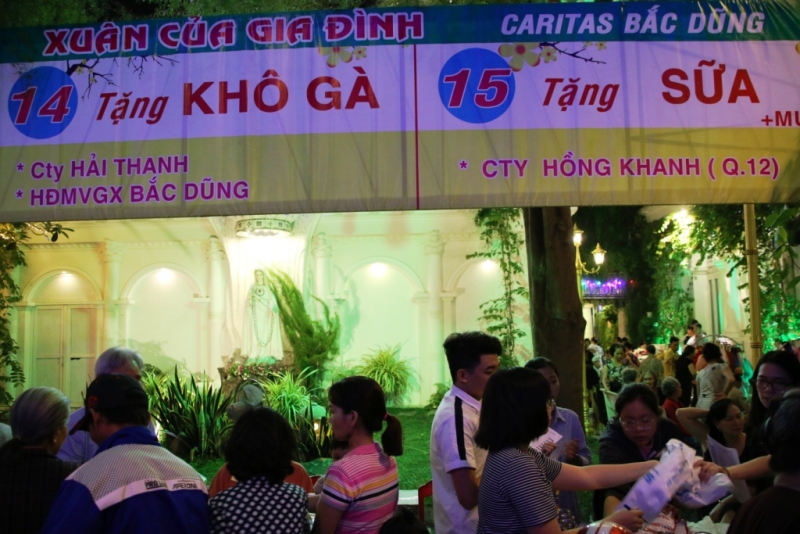 XUÂN CỦA GIA ĐÌNH
14 Tặng KHÔ GÀ
* Cty HẢI THANH
* HĐMVGX BẮC DŨNG
CARITAS BẮC DŨNG
15 Tặng SỮA
+MU
* CTY HỒNG KHANH ( Q.12)